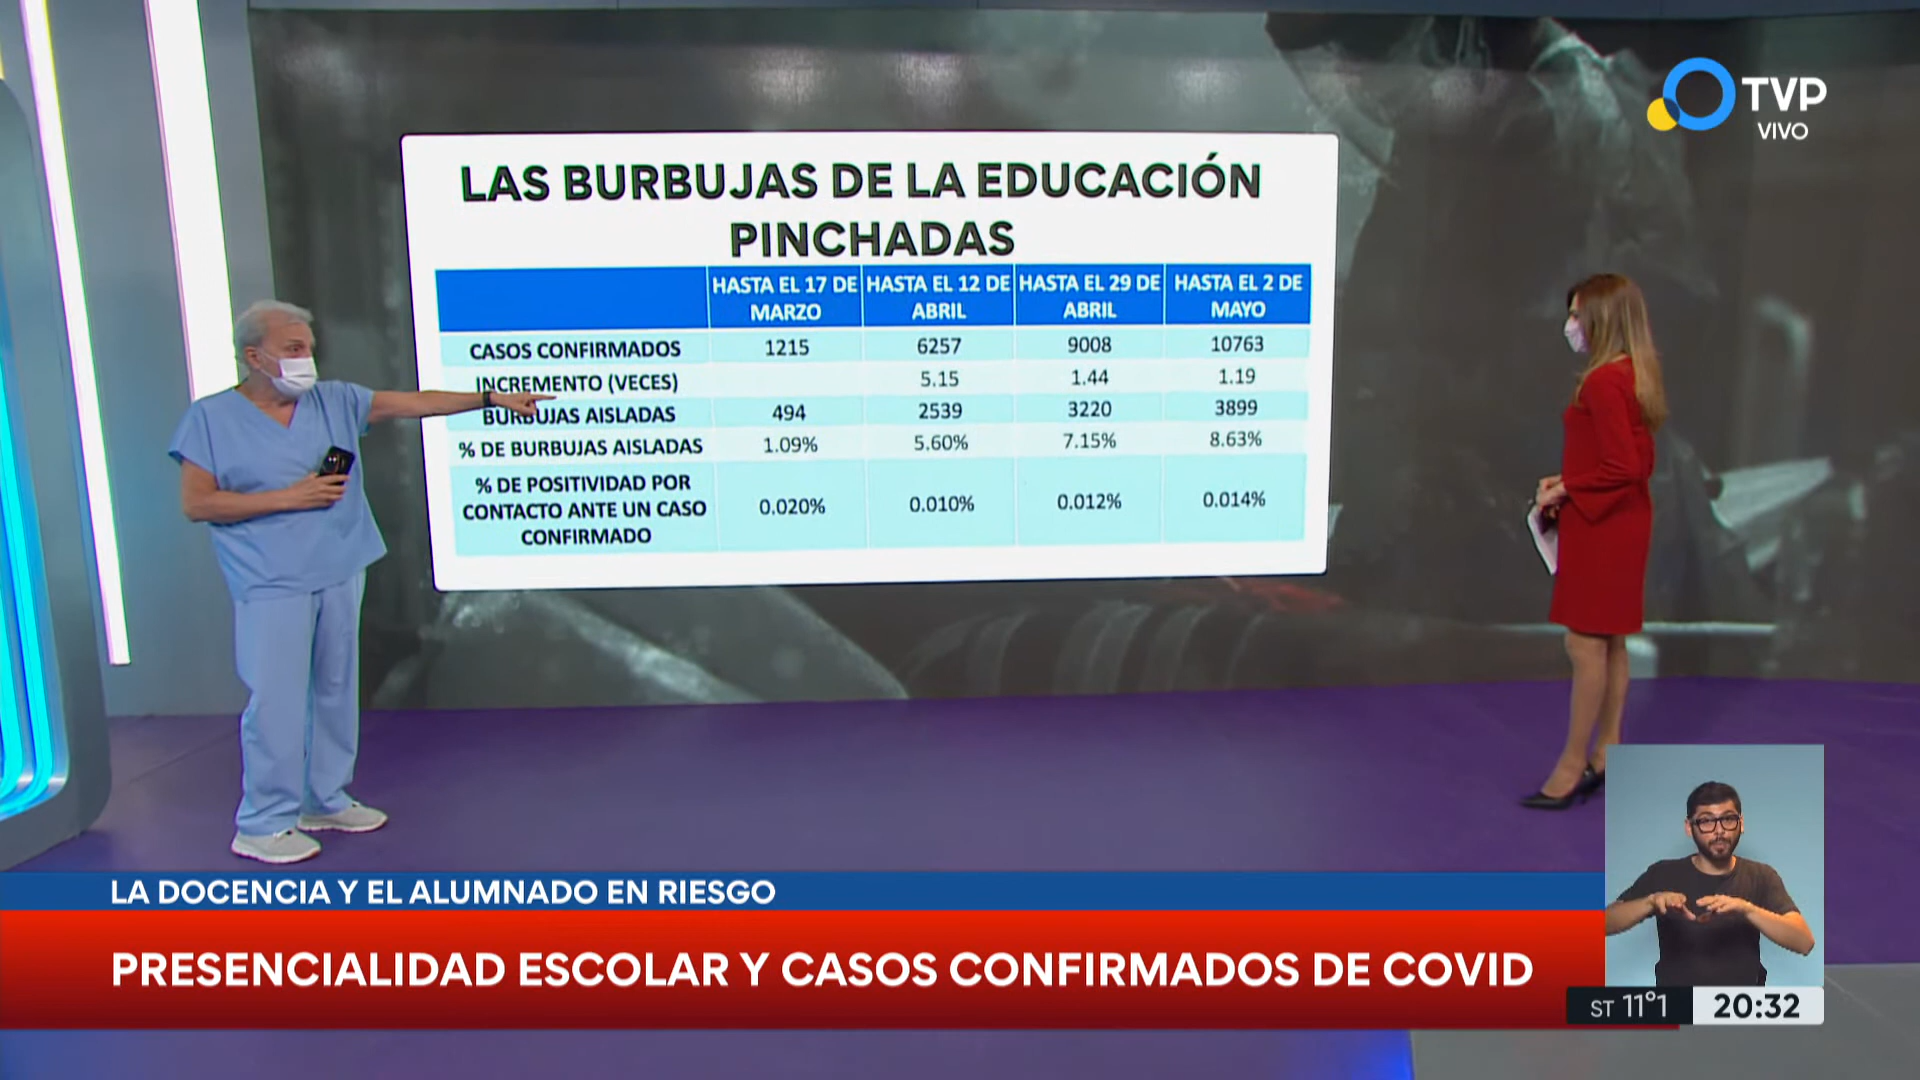 TVP
VIVO
LAS BURBUJAS DE LA EDUCACIÓN
PINCHADAS
HASTA EL 17 DE MARZO
HASTA EL 12 DE ABRIL
HASTA EL 29 DE ABRIL
HASTA EL 2 DE MAYO
CASOS CONFIRMADOS 1215 6257 9008 10763
INCREMENTO (VECES) 5.15 1.44 1.19
BURBUJAS AISLADAS 494 2539 3220 3899
% DE BURBUJAS AISLADAS 1.09% 5.60% 7.15% 8.63%
% DE POSITIVIDAD POR
CONTACTO ANTE UN CASO
CONFIRMADO
0.020% 0.010% 0.012% 0.014%
LA DOCENCIA Y EL ALUMNADO EN RIESGO
PRESENCIALIDAD ESCOLAR Y CASOS CONFIRMADOS DE COVID
ST 11°1 20:32